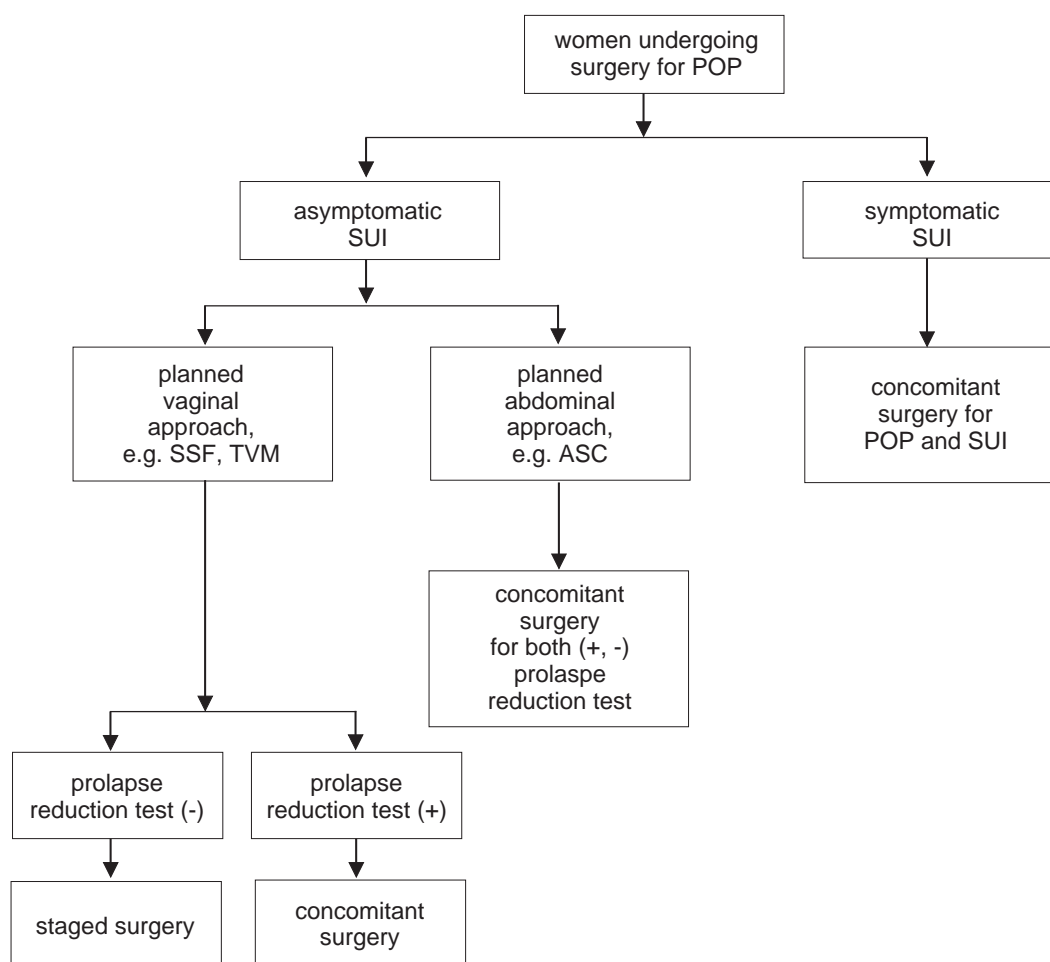 women undergoing
surgery for POP
asymptomatic
SUI
symptomatic
SUI
planned
vaginal
approach,
e.g. SSF, TVM
planned
abdominal
approach,
e.g. ASC
concomitant
surgery for
POP and SUI
concomitant
surgery
for both (+, -)
prolaspe
reduction test
prolapse
reduction test (-)
prolapse
reduction test (+)
staged surgery
concomitant
surgery